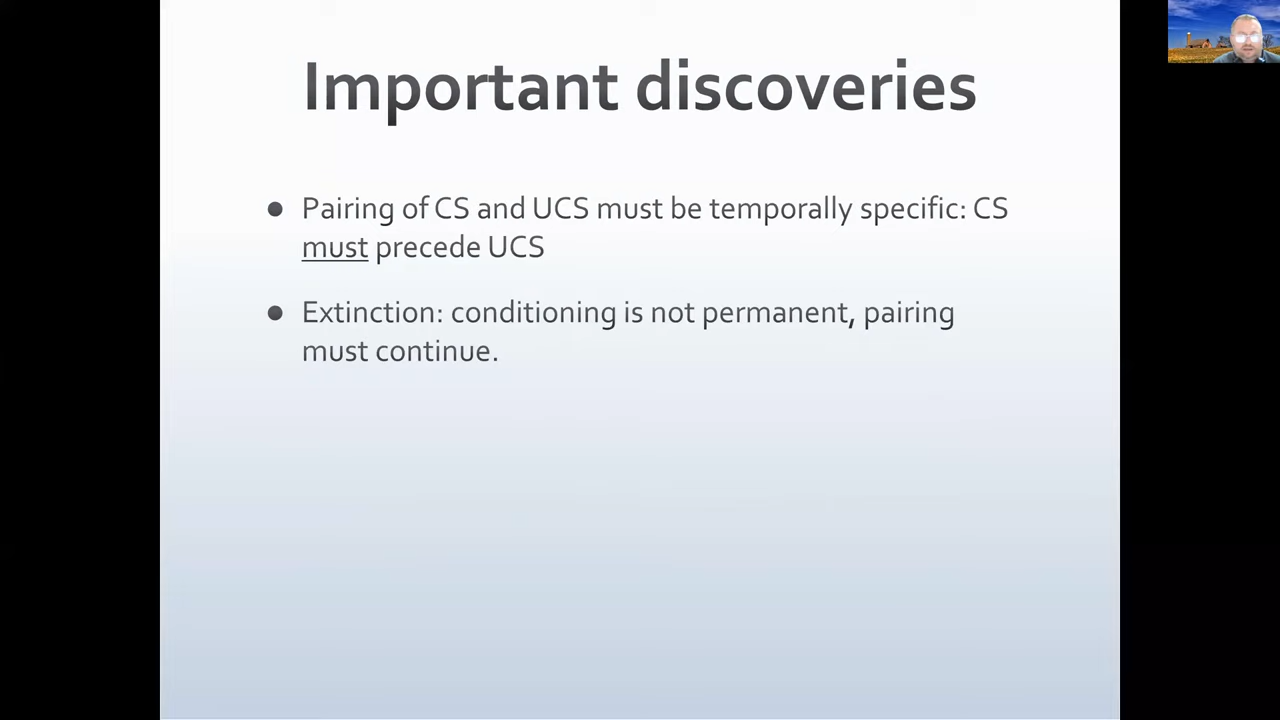 Important discoveries
● Pairing of CS and UCS must be temporally specific: CS
must precede UCS
● Extinction: conditioning is not permanent, pairing
must continue.